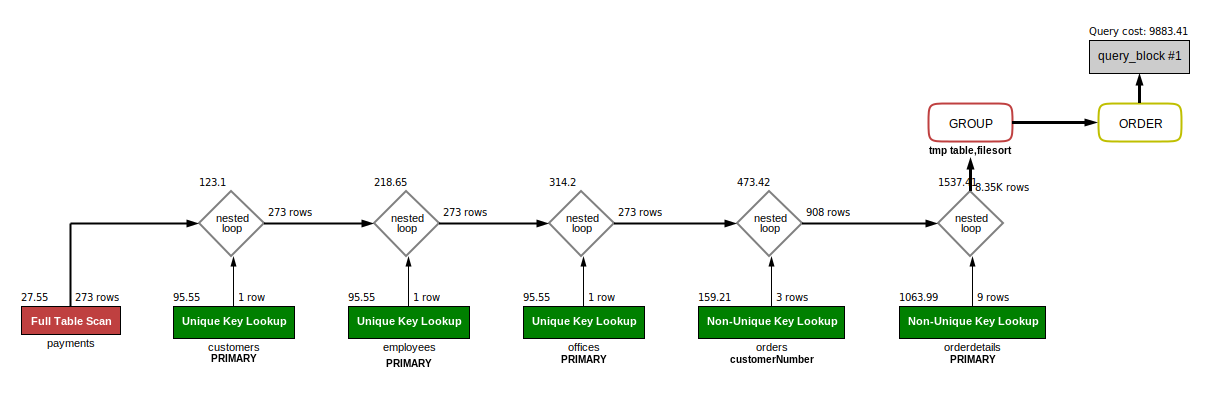 Query cost: 9883.41
query_block #1
GROUP
ORDER
tmp table,filesort
123.1
218.65
314.2
473.42
1537.41
8.35K rows
nested
loop
273 rows
nested
loop
273 rows
nested
loop
273 rows
nested
loop
908 rows
nested
loop
27.55
273 rows
95.55
1 row
95.55
1 row
95.55
1 row
159.21
3 rows
1063.99
9 rows
Full Table Scan
Unique Key Lookup
Unique Key Lookup
Unique Key Lookup
Non-Unique Key Lookup
Non-Unique Key Lookup
payments
customers
PRIMARY
employees
PRIMARY
offices
PRIMARY
orders
customerNumber
orderdetails
PRIMARY